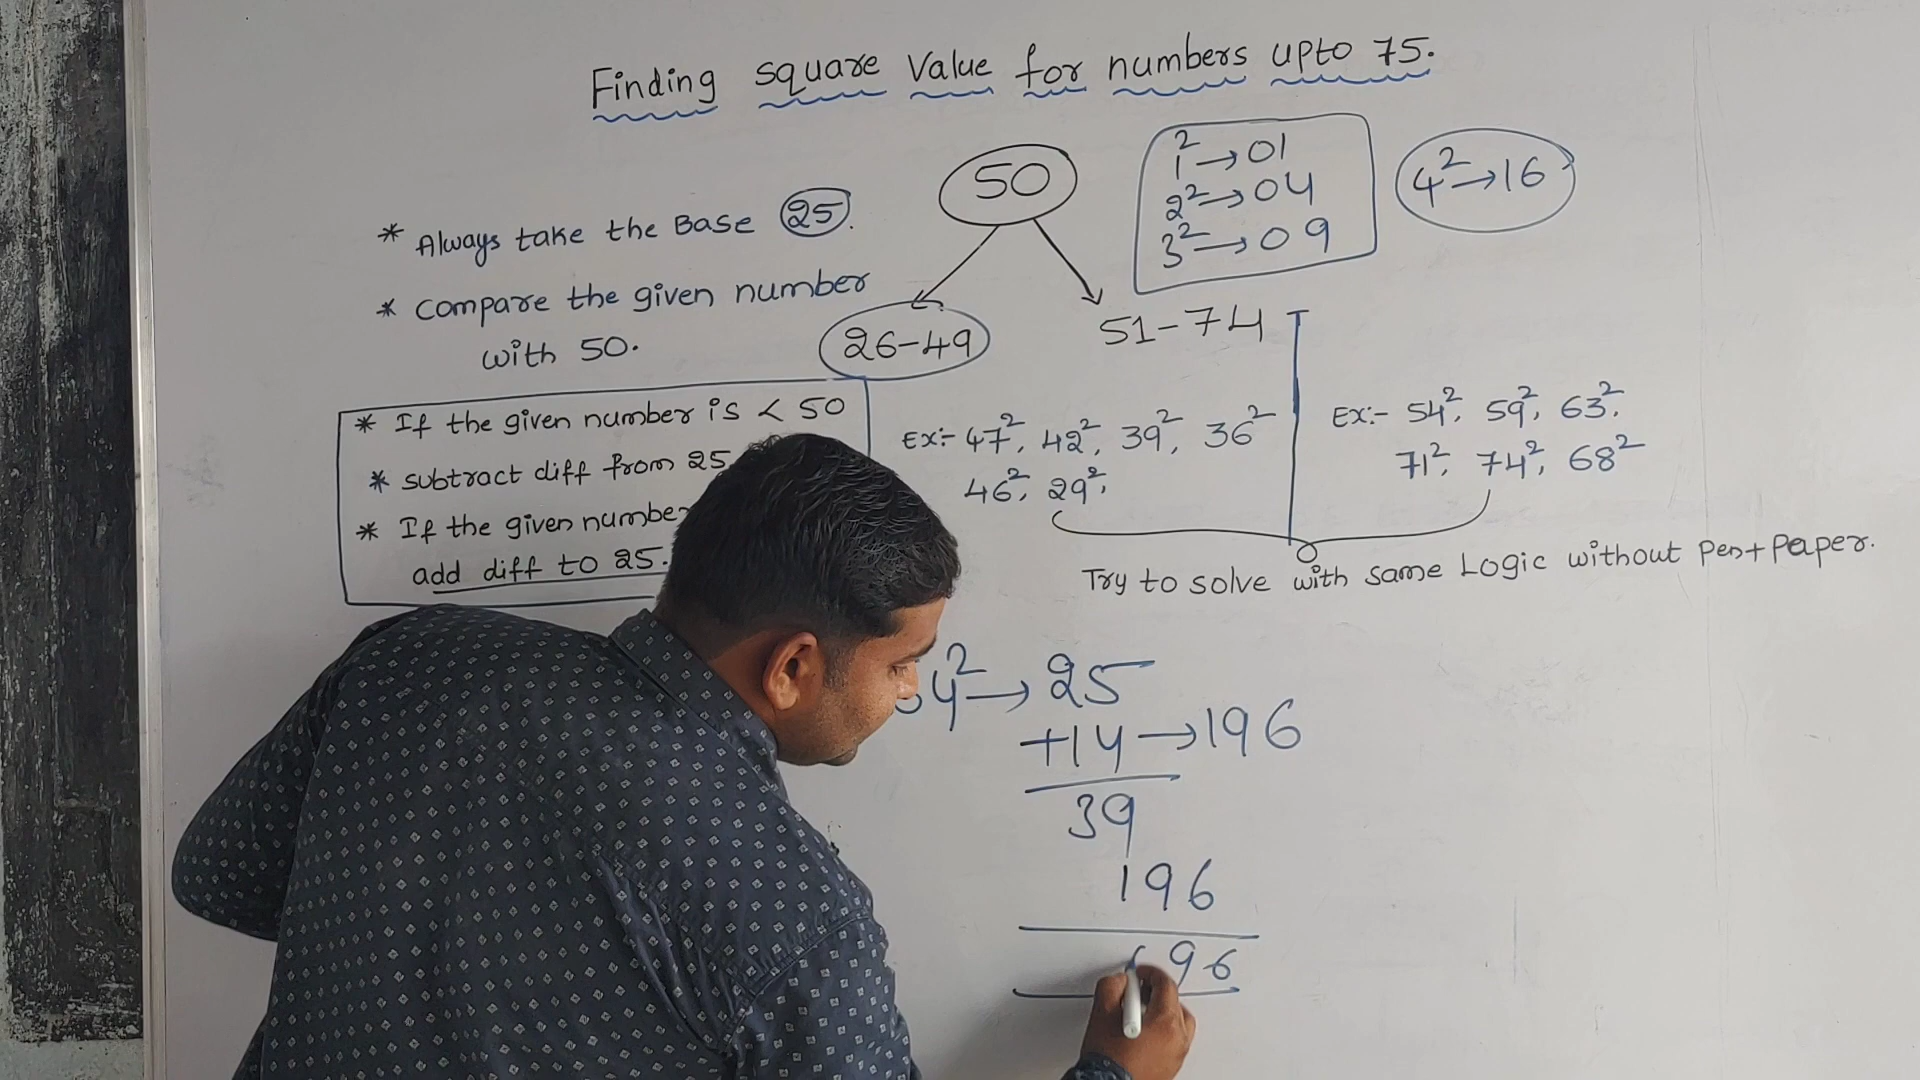 Finding square Value for numbers upto 75.
50
1² → 01
2² → 04
3² → 09
4² → 16
* Always take the Base 25.
* compare the given number
with 50.
26-49
51-74
* If the given number is < 50
* subtract diff from 25
* If the given number
add diff to 25.
Ex:- 47², 42², 39², 36²
46², 29²,
Ex:- 54², 59², 63²,
71², 74², 68²
Try to solve with same Logic without Pen + Paper.
4² → 25
+14 → 196
39
196
96